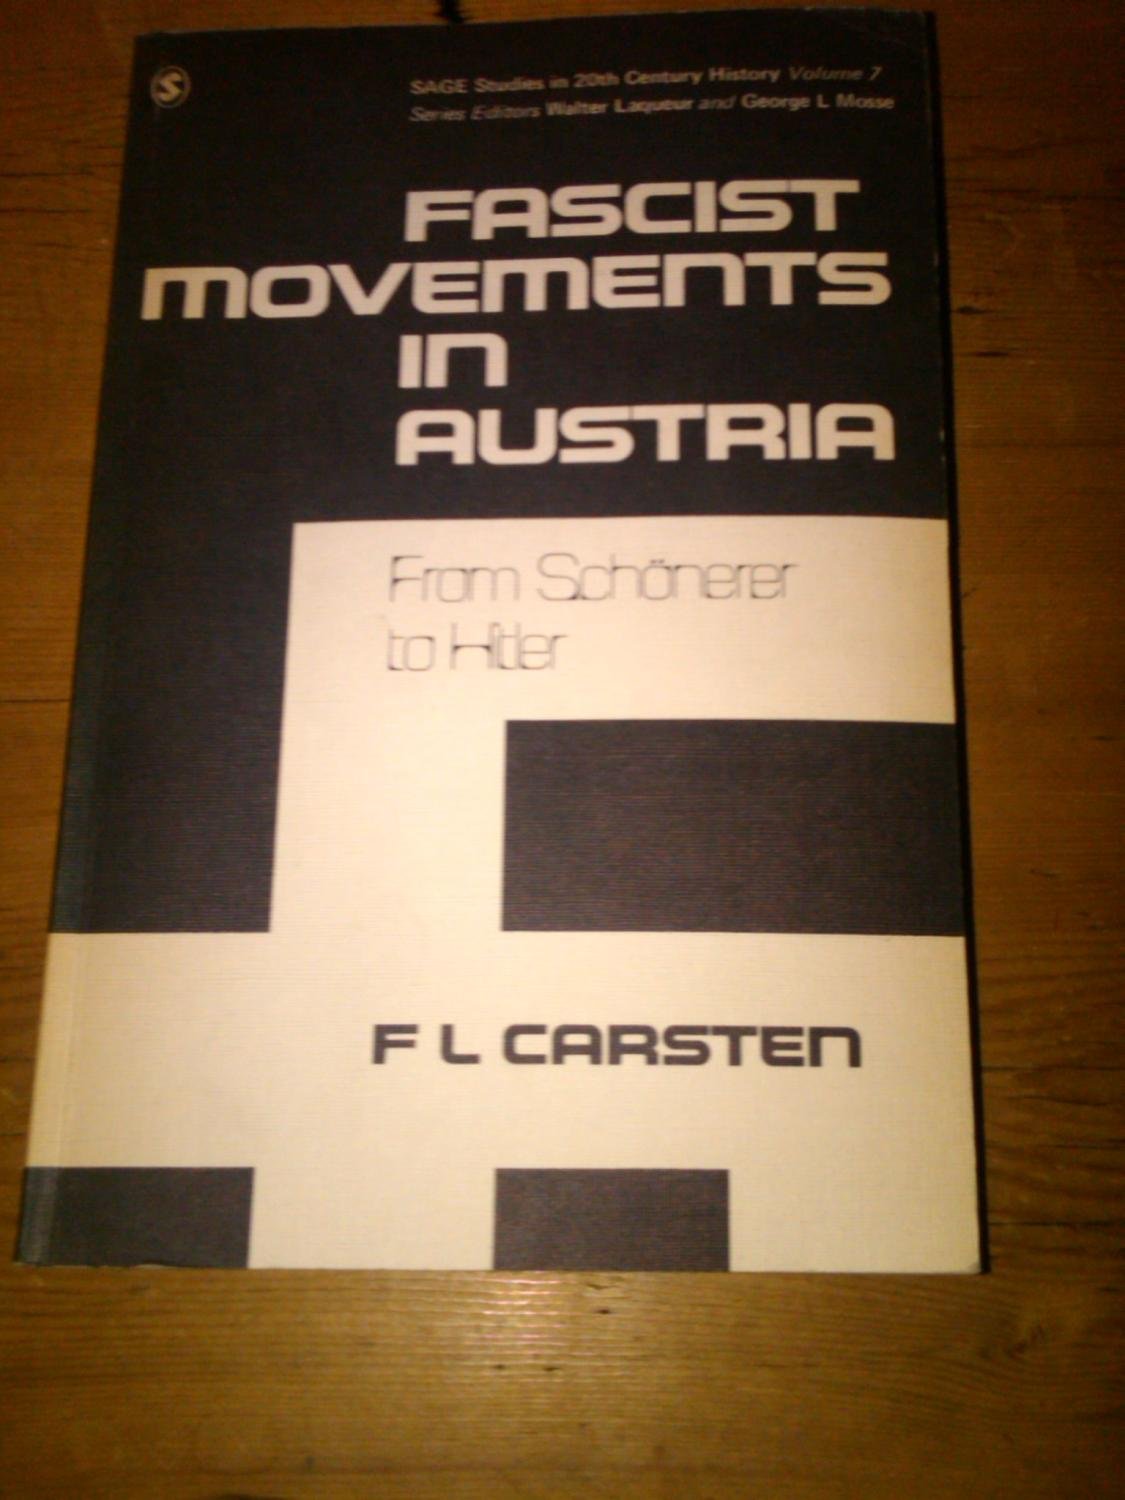 S
SAGE Studies in 20th Century History Volume 7
Series Editors Walter Laqueur and George L Mosse
FASCIST
MOVEMENTS
IN
AUSTRIA
From Schönerer
to Hitler
F L CARSTEN